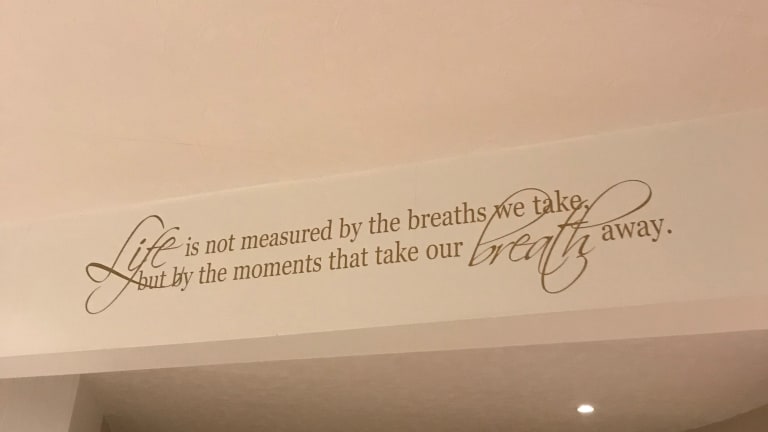 Life is not measured by the breaths we take,
but by the moments that take our breath away.